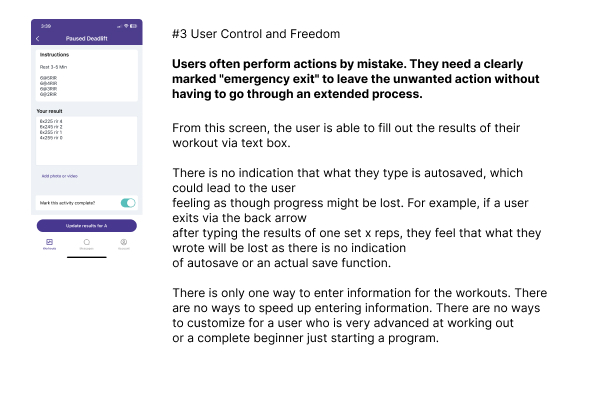 3:39
Paused Deadlift
Instructions
Rest 3-5 Min
6@5RIR
6@4RIR
6@3RIR
6@2RIR
Your result
6x225 rir 4
6x245 rir 2
6x255 rir 1
4x255 rir 0
Add photo or video
Mark this activity complete?
Update results for A
Workouts
Messages
Account
#3 User Control and Freedom
Users often perform actions by mistake. They need a clearly
marked "emergency exit" to leave the unwanted action without
having to go through an extended process.
From this screen, the user is able to fill out the results of their
workout via text box.
There is no indication that what they type is autosaved, which
could lead to the user
feeling as though progress might be lost. For example, if a user
exits via the back arrow
after typing the results of one set x reps, they feel that what they
wrote will be lost as there is no indication
of autosave or an actual save function.
There is only one way to enter information for the workouts. There
are no ways to speed up entering information. There are no ways
to customize for a user who is very advanced at working out
or a complete beginner just starting a program.